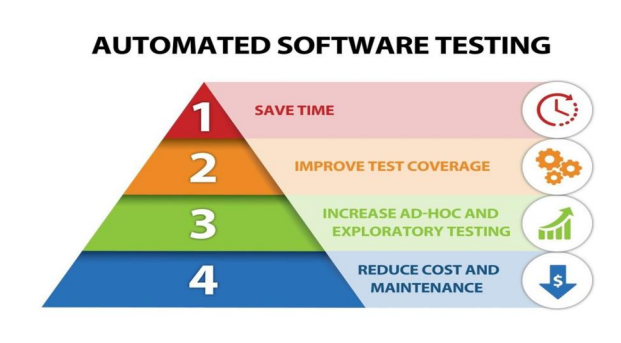 AUTOMATED SOFTWARE TESTING
1
SAVE TIME
2
IMPROVE TEST COVERAGE
3
INCREASE AD-HOC AND
EXPLORATORY TESTING
4
REDUCE COST AND
MAINTENANCE
$